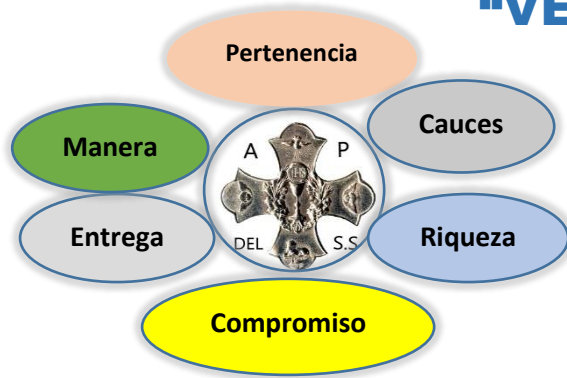 "VE
Pertenencia
Cauces
Manera
A P
IHS
Entrega
DEL S.S
Riqueza
Compromiso